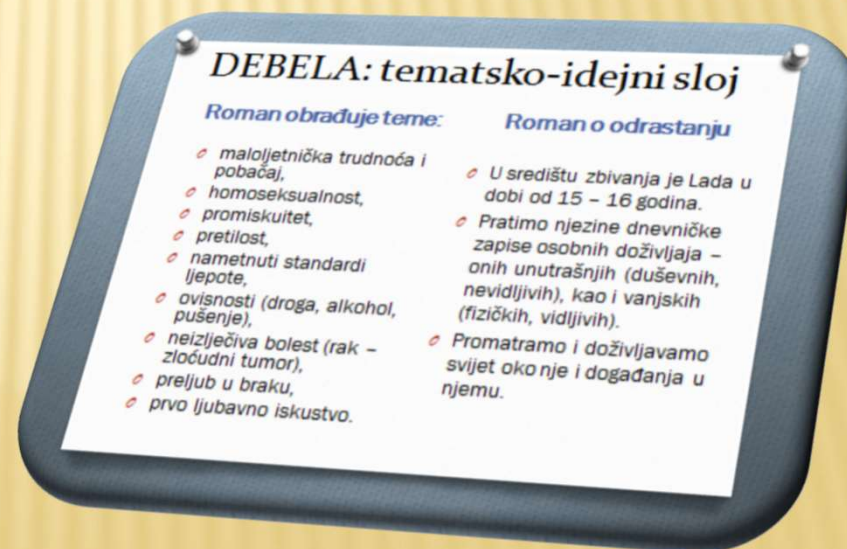 DEBELA: tematsko-idejni sloj
Roman obrađuje teme:
maloljetnička trudnoća i
pobačaj,
homoseksualnost,
promiskuitet,
pretilost,
nametnuti standardi
ljepote,
ovisnosti (droga, alkohol,
pušenje),
neizlječiva bolest (rak –
zloćudni tumor),
preljub u braku,
prvo ljubavno iskustvo.
Roman o odrastanju
U središtu zbivanja je Lada u
dobi od 15 – 16 godina.
Pratimo njezine dnevničke
zapise osobnih doživljaja –
onih unutrašnjih (duševnih,
nevidljivih), kao i vanjskih
(fizičkih, vidljivih).
Promatramo i doživljavamo
svijet oko nje i događanja u
njemu.